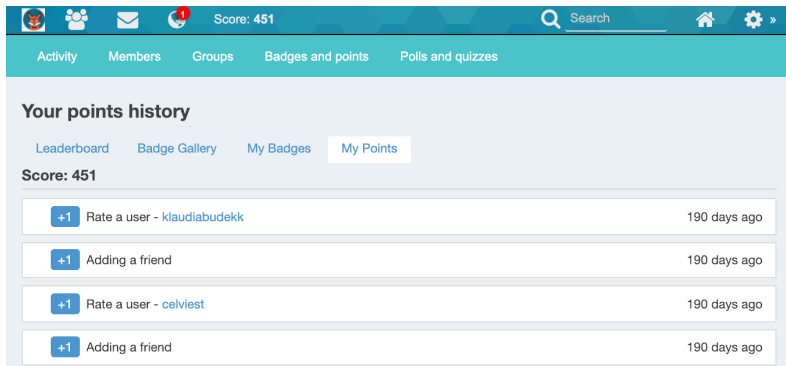 1
Score: 451
Search
»
Activity Members Groups Badges and points Polls and quizzes
Your points history
Leaderboard Badge Gallery My Badges My Points
Score: 451
+1 Rate a user - klaudiabudekk 190 days ago
+1 Adding a friend 190 days ago
+1 Rate a user - celviest 190 days ago
+1 Adding a friend 190 days ago